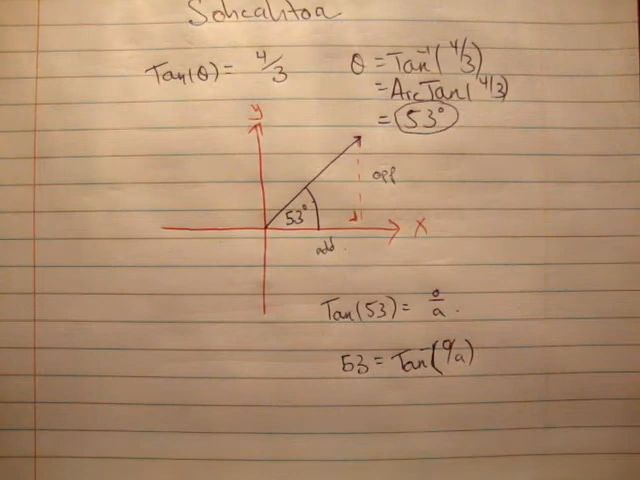 Sohcahtoa
Tan(θ) = 4/3
θ = Tan⁻¹(4/3)
= ArcTan(4/3)
= 53°
y
opp
53°
x
add.
Tan(53) = o/a.
53 = Tan⁻¹(o/a)